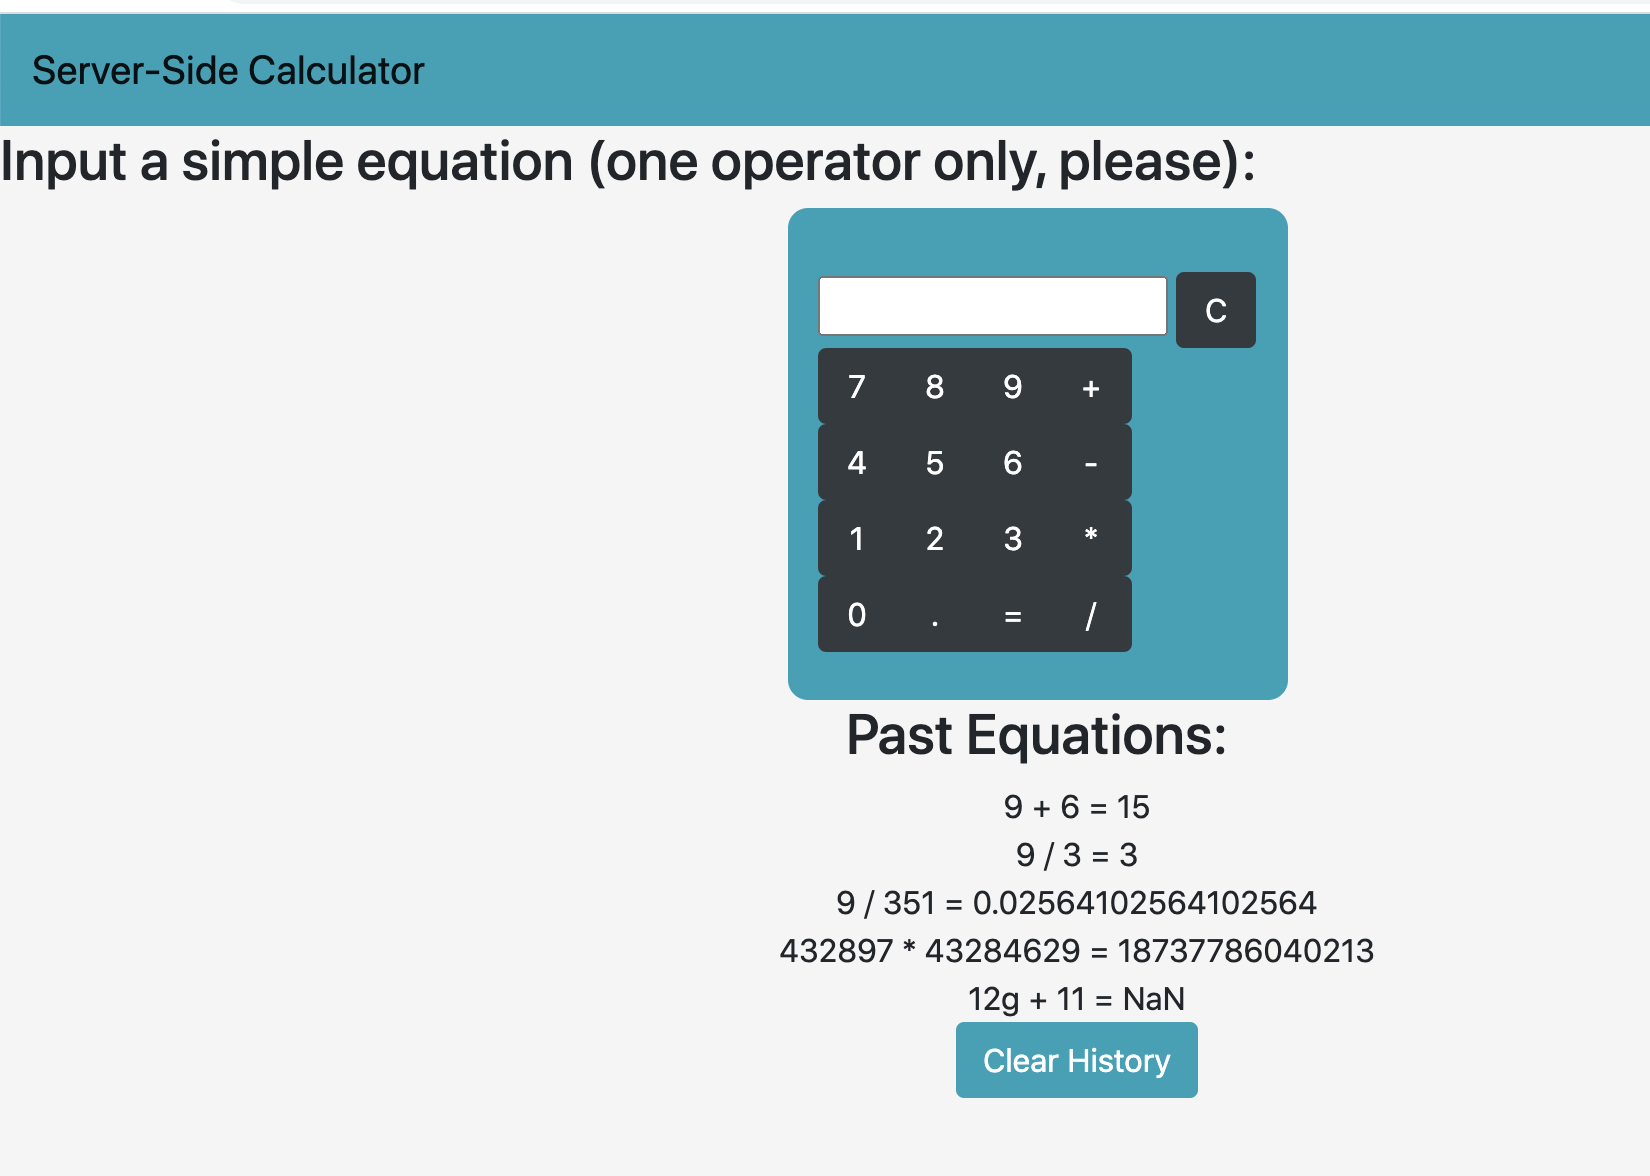 Server-Side Calculator
Input a simple equation (one operator only, please):
C
7 8 9 +
4 5 6 -
1 2 3 *
0 . = /
Past Equations:
9 + 6 = 15
9 / 3 = 3
9 / 351 = 0.02564102564102564
432897 * 43284629 = 18737786040213
12g + 11 = NaN
Clear History